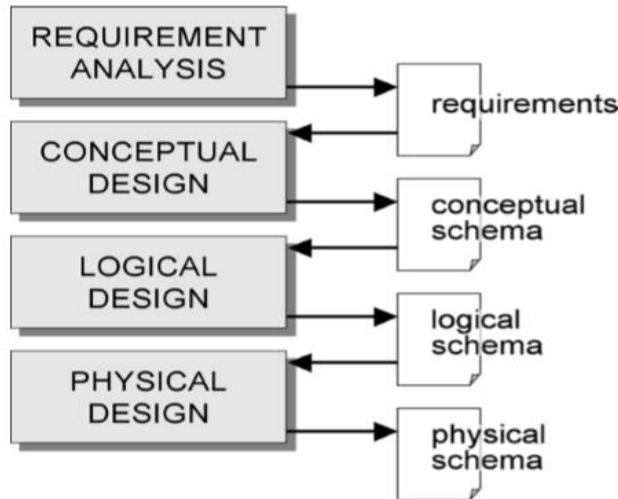 REQUIREMENT
ANALYSIS
requirements
CONCEPTUAL
DESIGN
conceptual
schema
LOGICAL
DESIGN
logical
schema
PHYSICAL
DESIGN
physical
schema